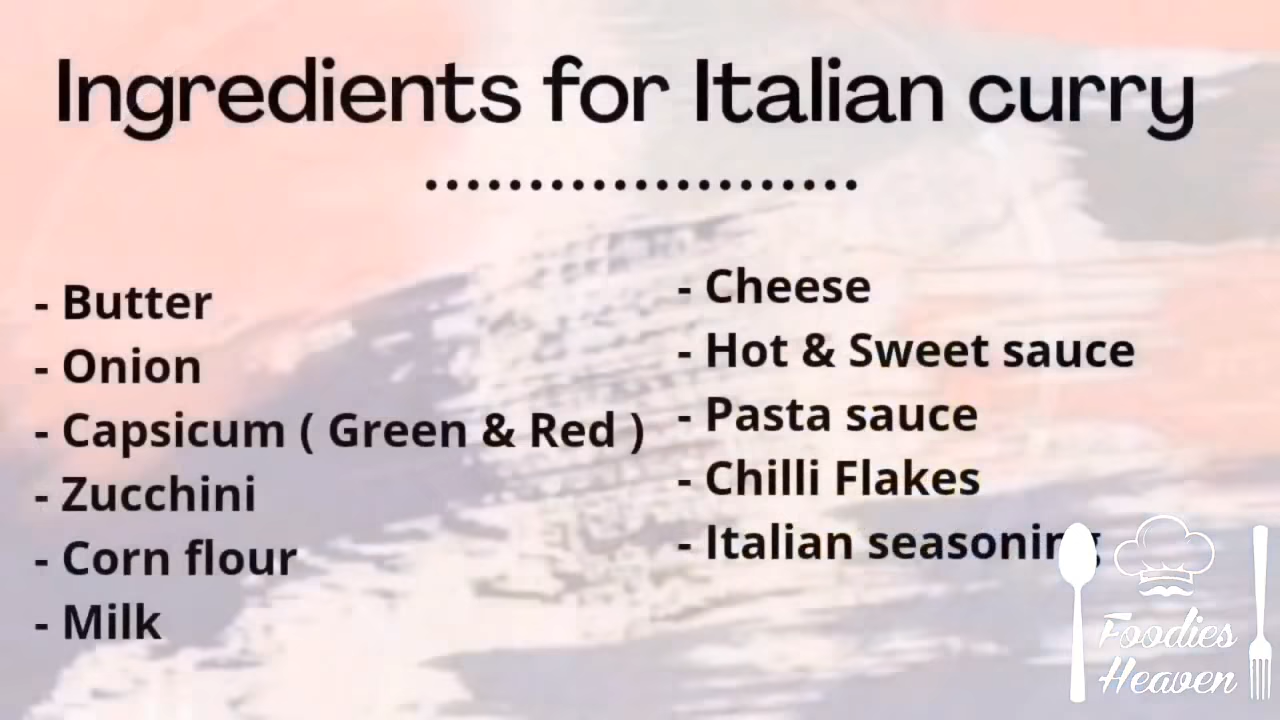 Ingredients for Italian curry
.....................
- Butter
- Onion
- Capsicum ( Green & Red )
- Zucchini
- Corn flour
- Milk
- Cheese
- Hot & Sweet sauce
- Pasta sauce
- Chilli Flakes
- Italian seasoning
Foodies
Heaven